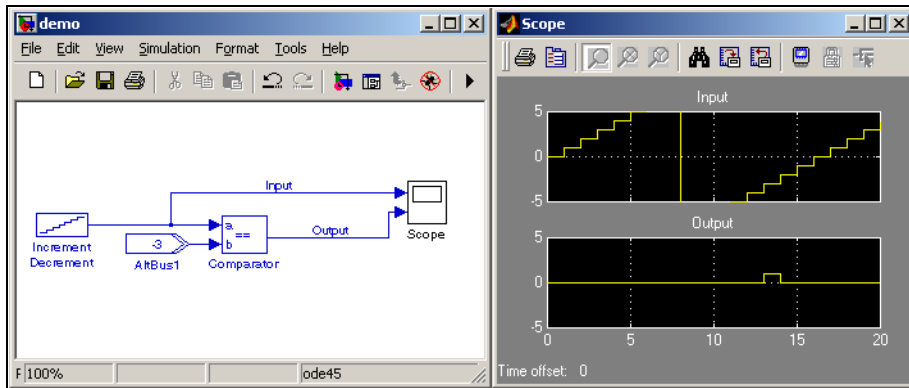 demo
File Edit View Simulation Format Tools Help
Input
Increment
Decrement
-3
AltBus1
a
==
b
Comparator
Output
Scope
F 100%
ode45
Scope
Input
5
0
-5
Output
5
0
-5
0 5 10 15 20
Time offset: 0